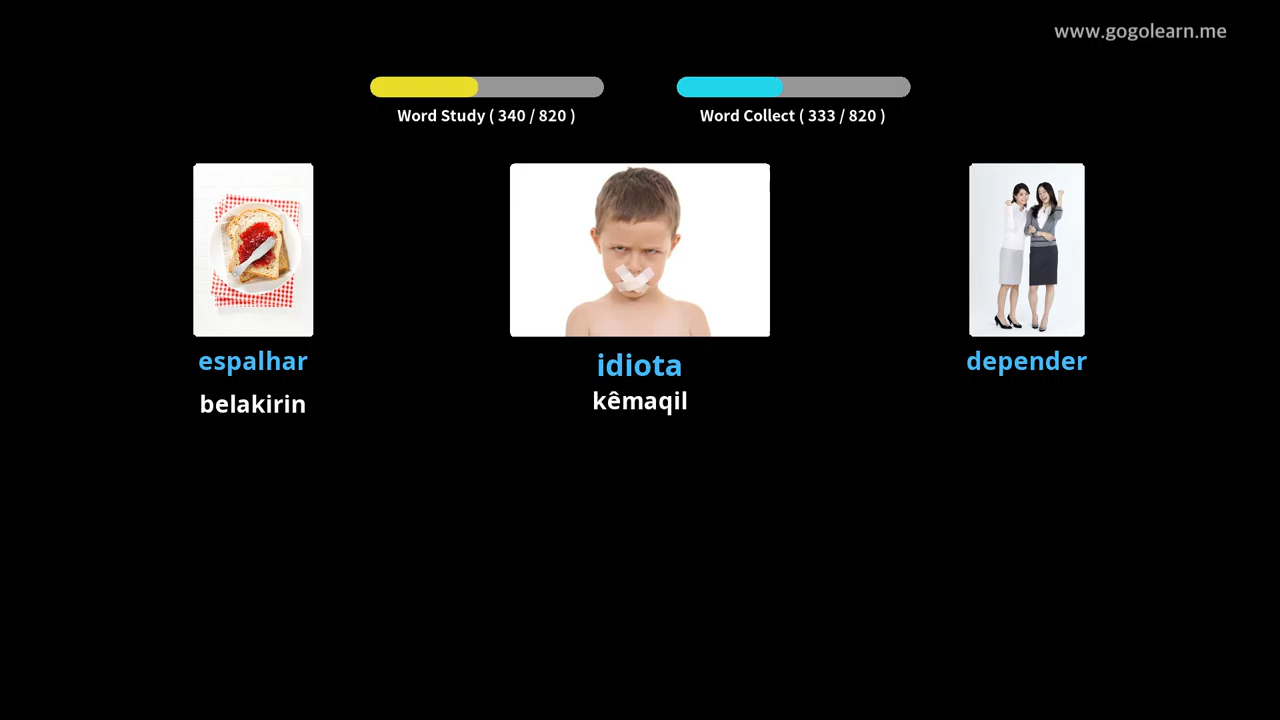 www.gogolearn.me
Word Study ( 340 / 820 )
Word Collect ( 333 / 820 )
espalhar
idiota
depender
belakirin
kêmaqil